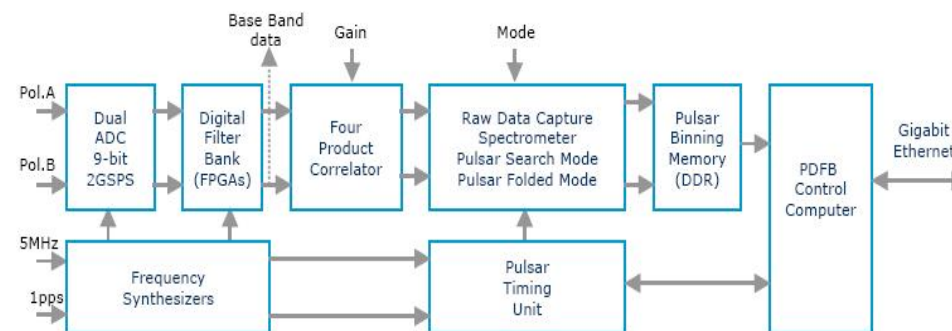 Base Band
data
Gain
Mode
Pol.A
Pol.B
Dual
ADC
9-bit
2GSPS
Digital
Filter
Bank
(FPGAs)
Four
Product
Correlator
Raw Data Capture
Spectrometer
Pulsar Search Mode
Pulsar Folded Mode
Pulsar
Binning
Memory
(DDR)
PDFB
Control
Computer
Gigabit
Ethernet
5MHz
1pps
Frequency
Synthesizers
Pulsar
Timing
Unit